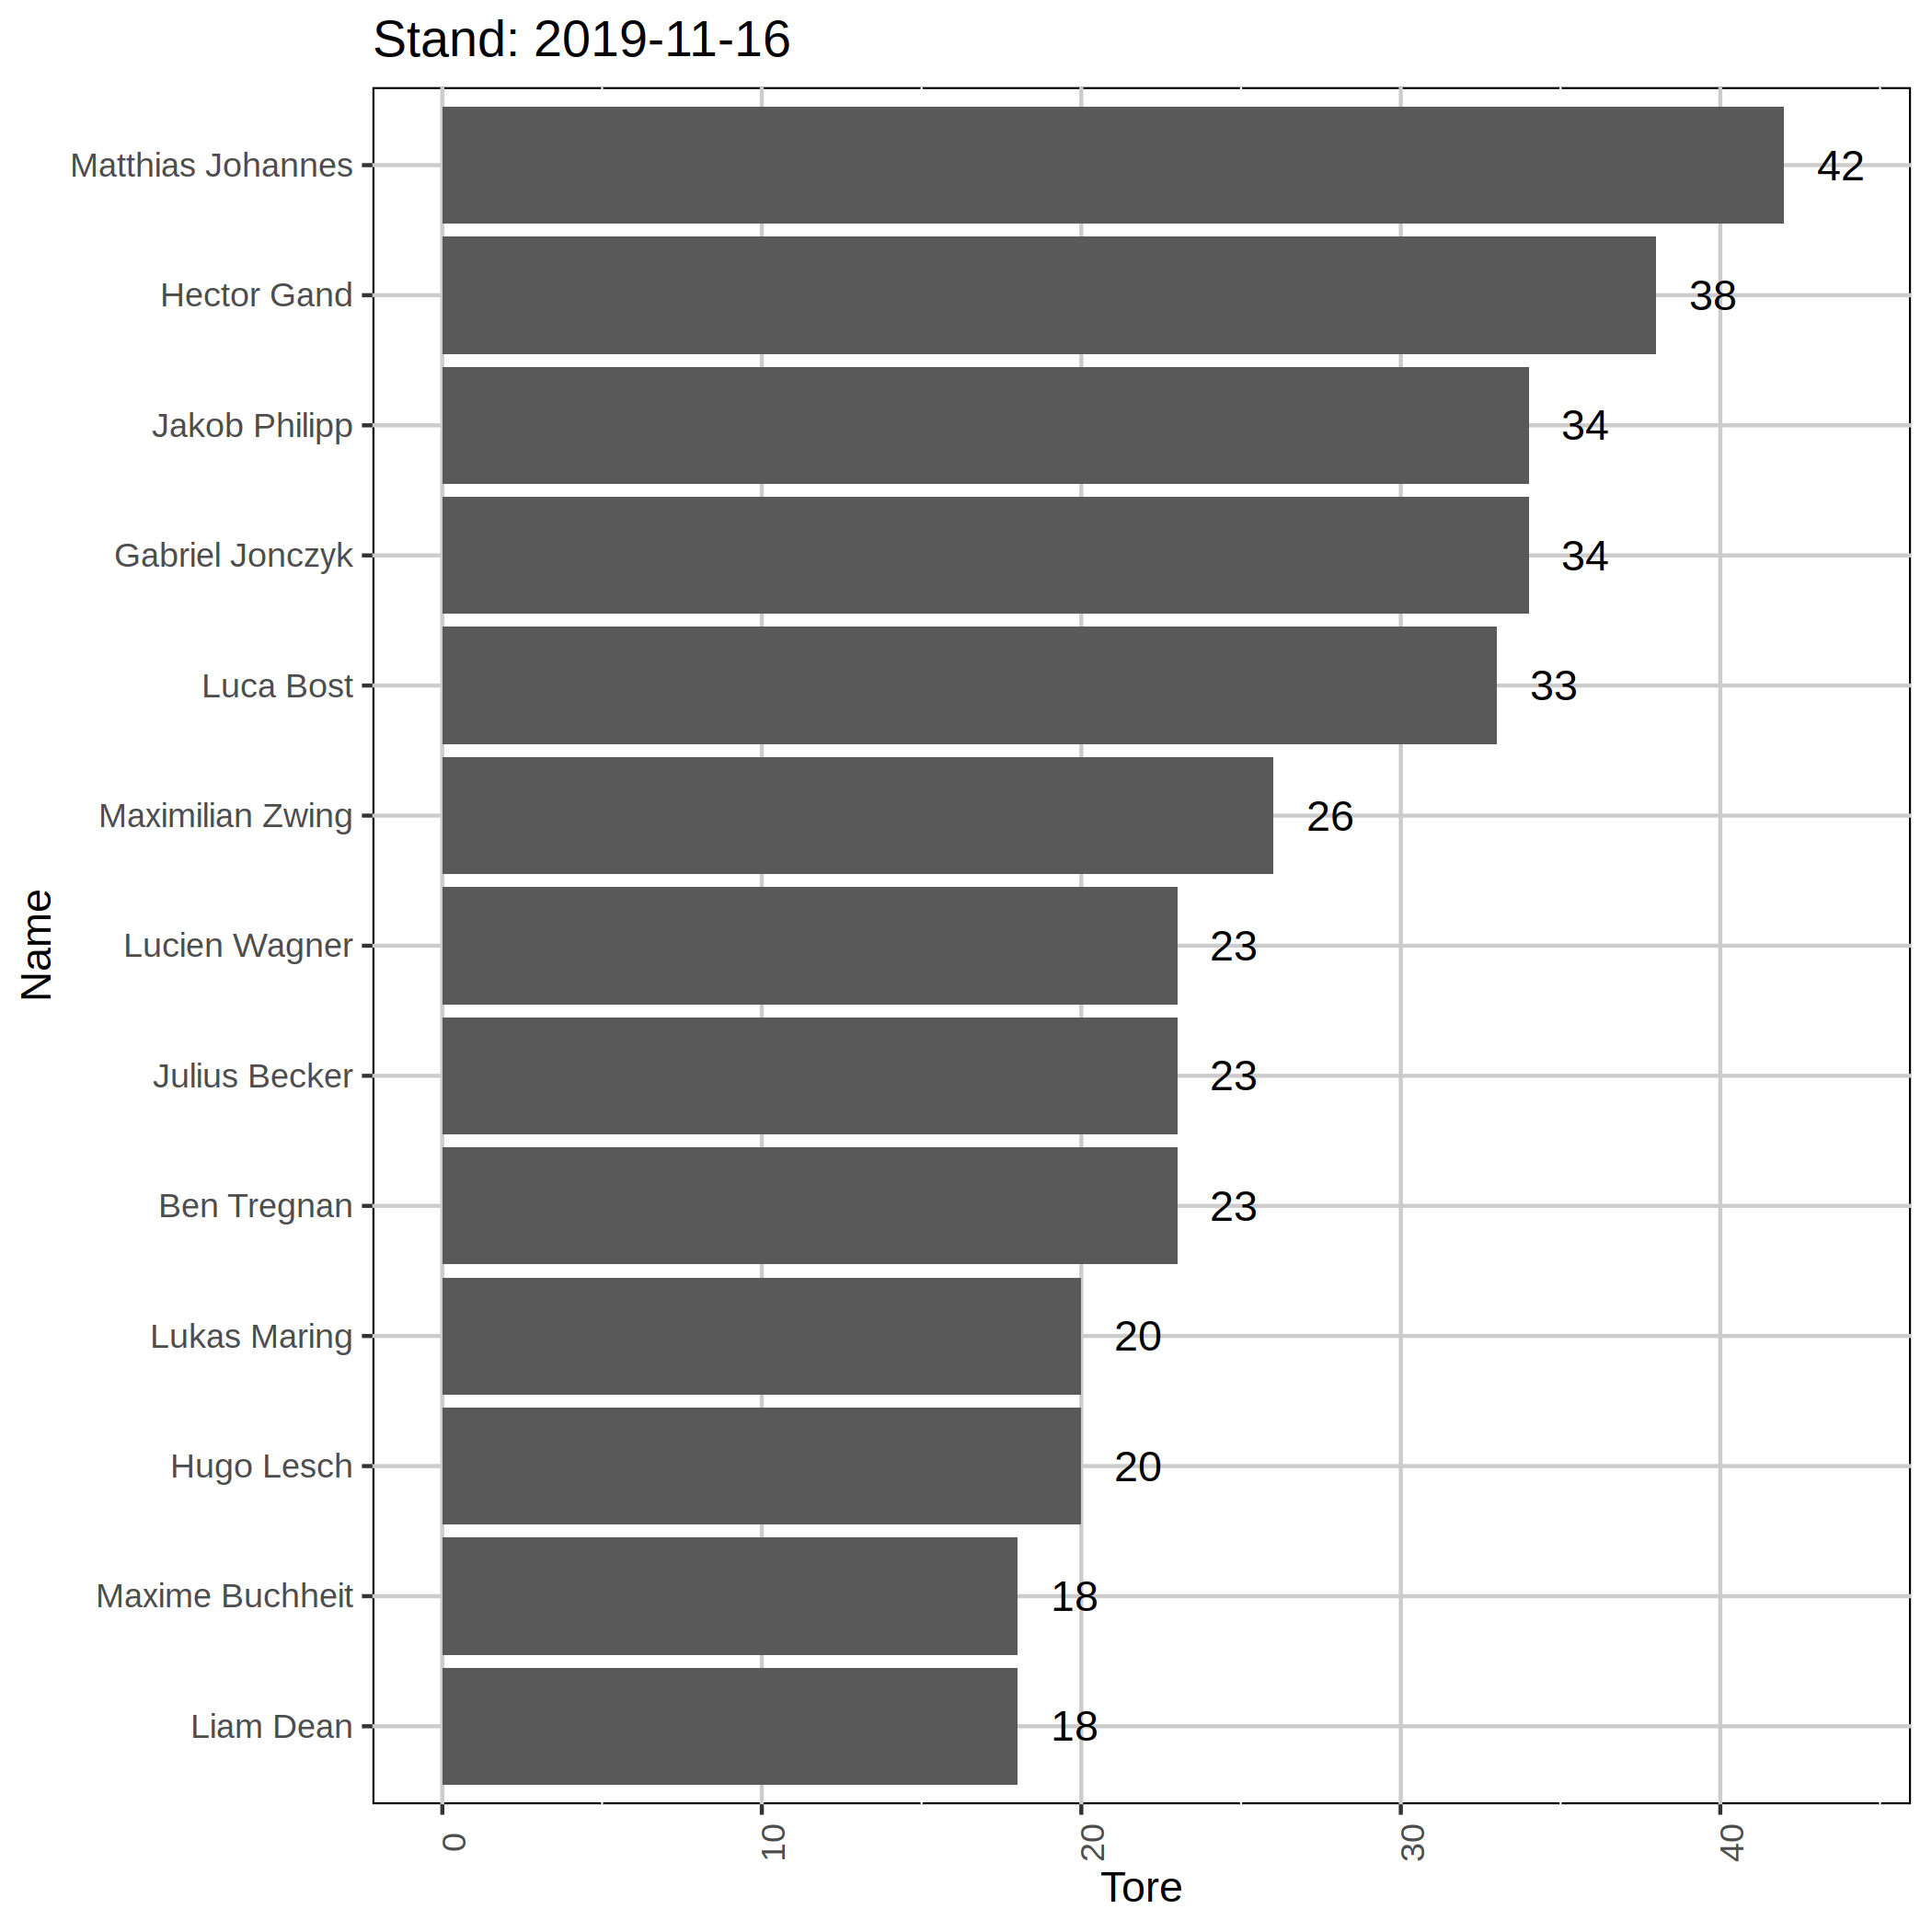 Stand: 2019-11-16
Matthias Johannes 42
Hector Gand 38
Jakob Philipp 34
Gabriel Jonczyk 34
Luca Bost 33
Maximilian Zwing 26
Lucien Wagner 23
Julius Becker 23
Ben Tregnan 23
Lukas Maring 20
Hugo Lesch 20
Maxime Buchheit 18
Liam Dean 18
Name
0 10 20 30 40
Tore